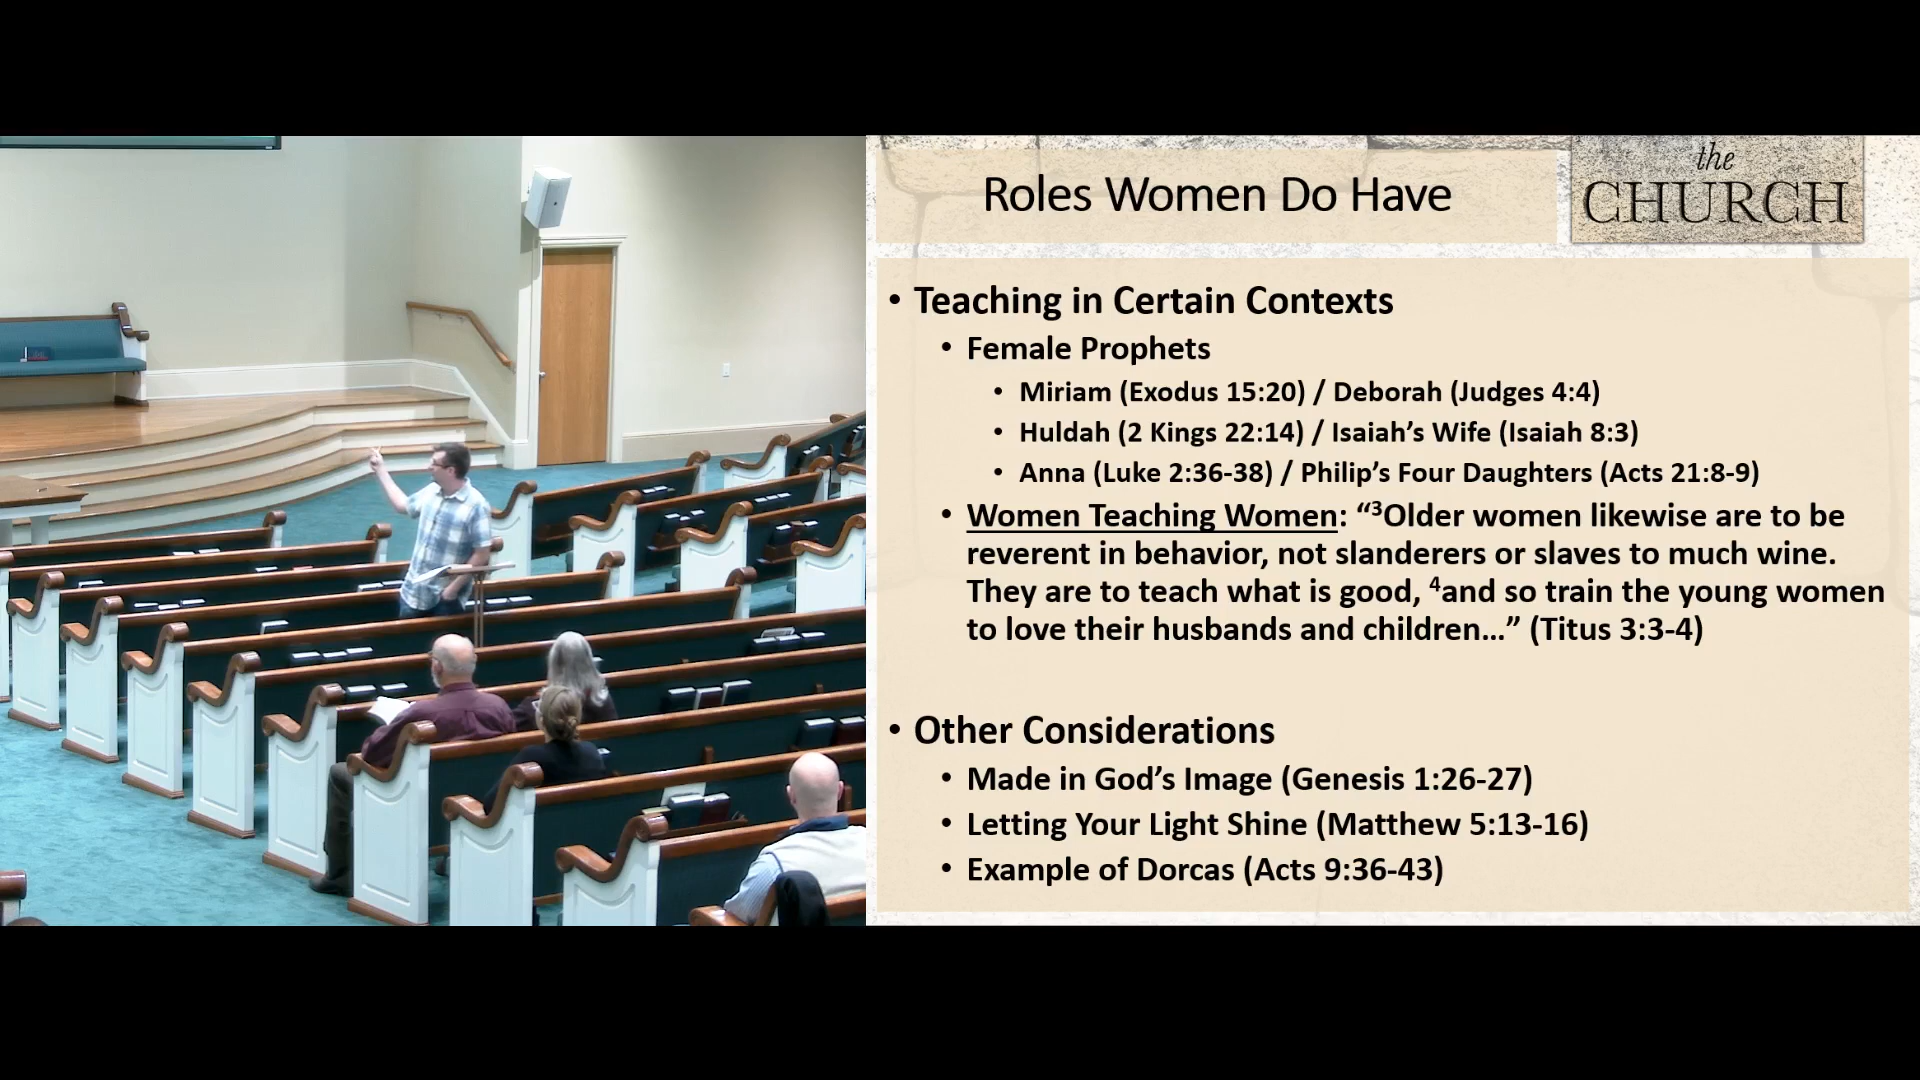 Roles Women Do Have
the
CHURCH
• Teaching in Certain Contexts
• Female Prophets
• Miriam (Exodus 15:20) / Deborah (Judges 4:4)
• Huldah (2 Kings 22:14) / Isaiah’s Wife (Isaiah 8:3)
• Anna (Luke 2:36-38) / Philip’s Four Daughters (Acts 21:8-9)
• Women Teaching Women: “³Older women likewise are to be
reverent in behavior, not slanderers or slaves to much wine.
They are to teach what is good, ⁴and so train the young women
to love their husbands and children…” (Titus 3:3-4)
• Other Considerations
• Made in God’s Image (Genesis 1:26-27)
• Letting Your Light Shine (Matthew 5:13-16)
• Example of Dorcas (Acts 9:36-43)